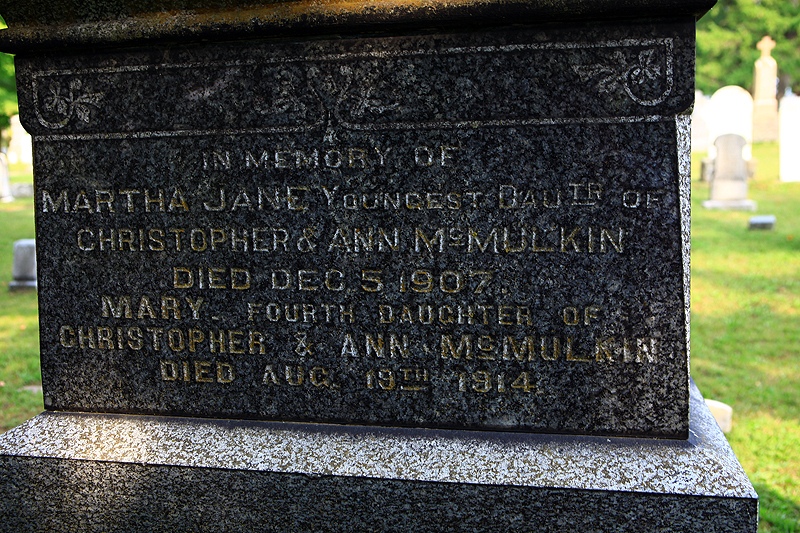 IN MEMORY OF
MARTHA JANE YOUNGEST DAUTR OF
CHRISTOPHER & ANN McMULKIN
DIED DEC 5 1907.
MARY. FOURTH DAUGHTER OF
CHRISTOPHER & ANN McMULKIN
DIED AUG. 19TH 1914.